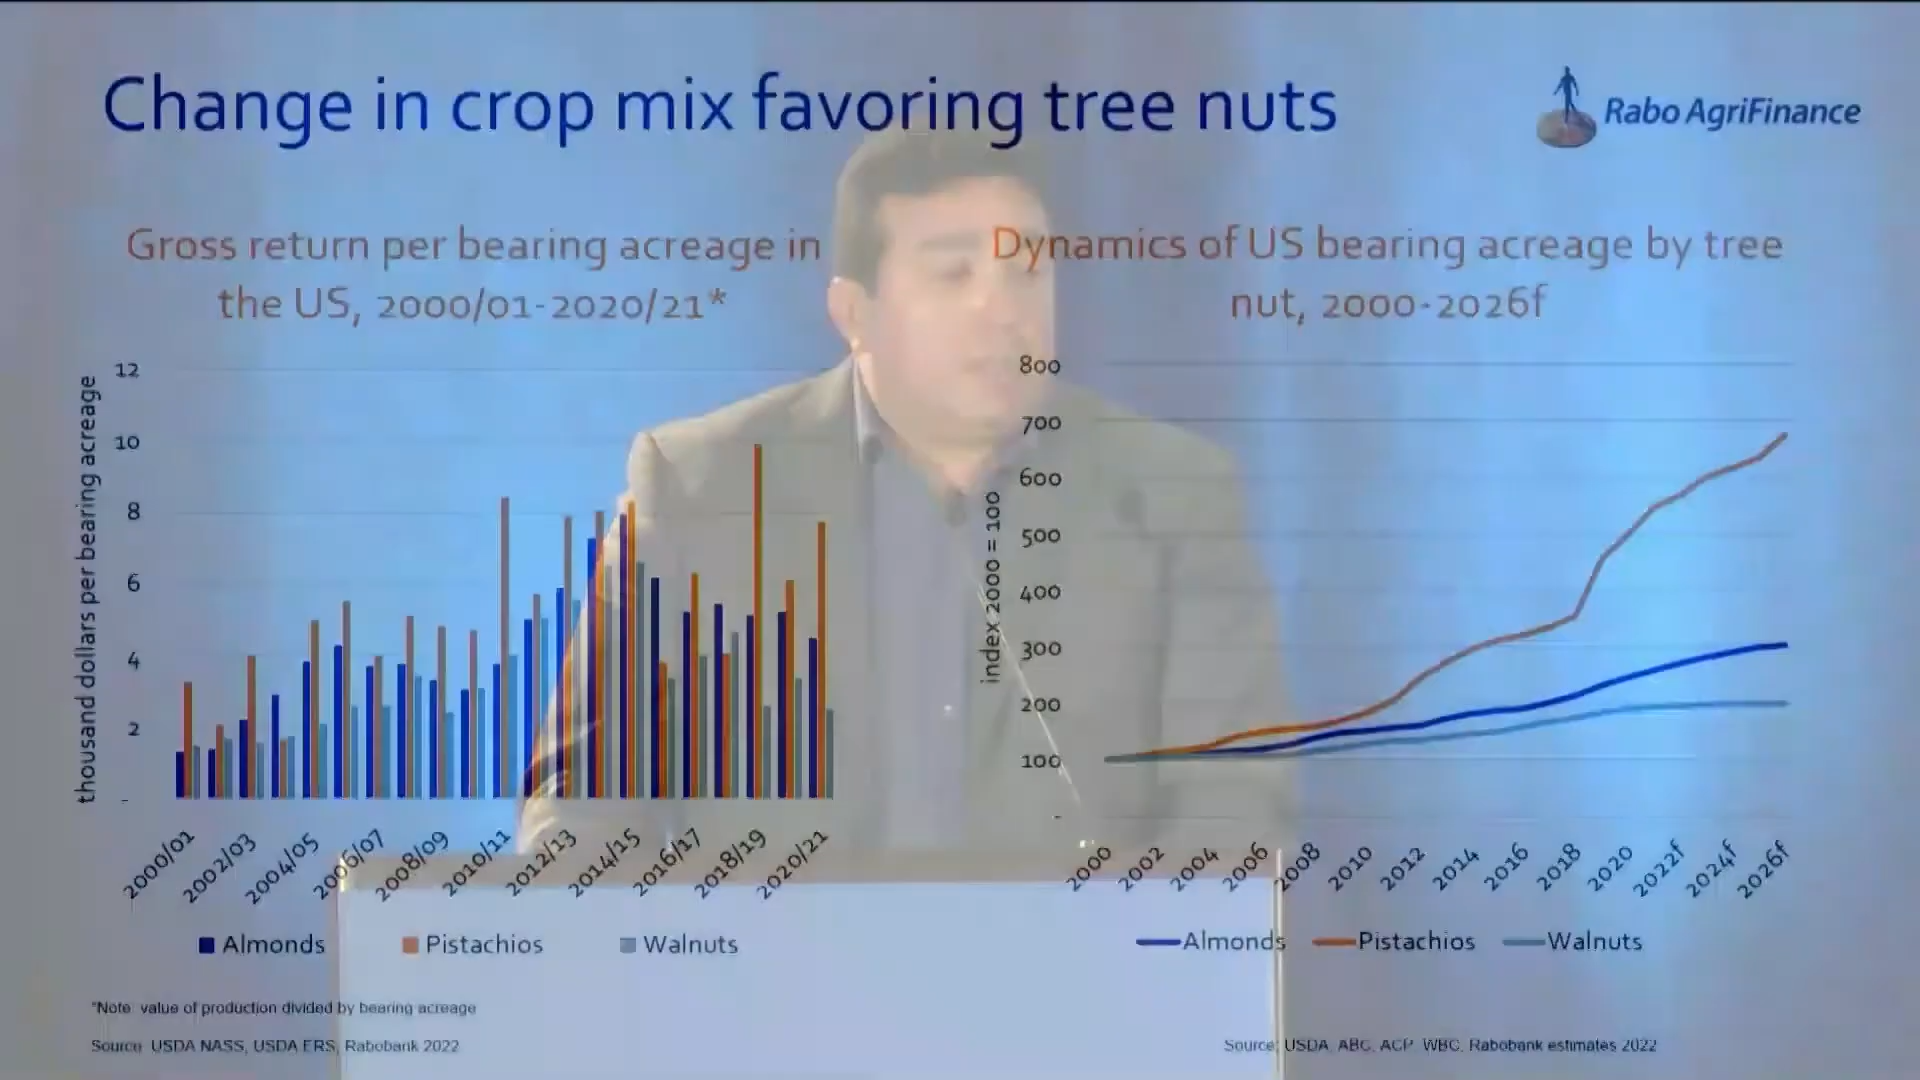 Change in crop mix favoring tree nuts
Rabo AgriFinance
Gross return per bearing acreage in
the US, 2000/01-2020/21*
thousand dollars per bearing acreage
12
10
8
6
4
2
-
2000/01
2002/03
2004/05
2006/07
2008/09
2010/11
2012/13
2014/15
2016/17
2018/19
2020/21
Almonds
Pistachios
Walnuts
*Note: value of production divided by bearing acreage
Source: USDA NASS, USDA ERS, Rabobank 2022
Dynamics of US bearing acreage by tree
nut, 2000-2026f
index 2000 = 100
800
700
600
500
400
300
200
100
-
2000
2002
2004
2006
2008
2010
2012
2014
2016
2018
2020
2022f
2024f
2026f
Almonds
Pistachios
Walnuts
Source: USDA, ABC, ACP, WBC, Rabobank estimates 2022